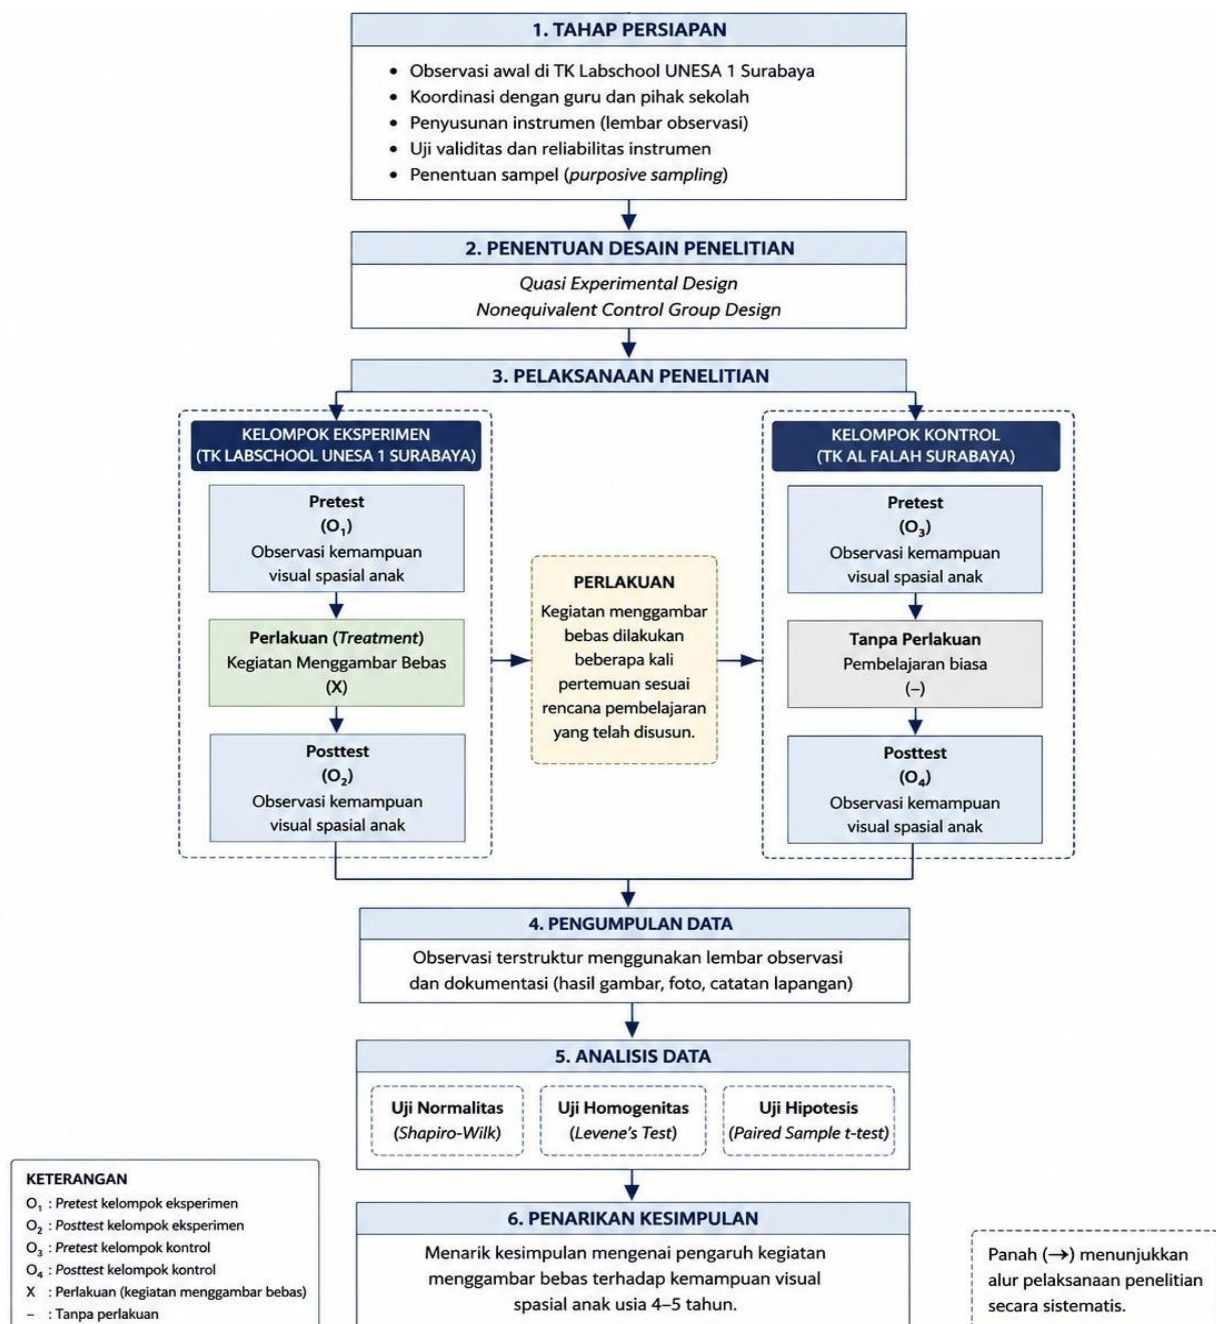 1. TAHAP PERSIAPAN
• Observasi awal di TK Labschool UNESA 1 Surabaya
• Koordinasi dengan guru dan pihak sekolah
• Penyusunan instrumen (lembar observasi)
• Uji validitas dan reliabilitas instrumen
• Penentuan sampel (purposive sampling)
2. PENENTUAN DESAIN PENELITIAN
Quasi Experimental Design
Nonequivalent Control Group Design
3. PELAKSANAAN PENELITIAN
KELOMPOK EKSPERIMEN
(TK LABSCHOOL UNESA 1 SURABAYA)
Pretest
(O₁)
Observasi kemampuan
visual spasial anak
Perlakuan (Treatment)
Kegiatan Menggambar Bebas
(X)
Posttest
(O₂)
Observasi kemampuan
visual spasial anak
PERLAKUAN
Kegiatan menggambar
bebas dilakukan
beberapa kali
pertemuan sesuai
rencana pembelajaran
yang telah disusun.
KELOMPOK KONTROL
(TK AL FALAH SURABAYA)
Pretest
(O₃)
Observasi kemampuan
visual spasial anak
Tanpa Perlakuan
Pembelajaran biasa
(–)
Posttest
(O₄)
Observasi kemampuan
visual spasial anak
4. PENGUMPULAN DATA
Observasi terstruktur menggunakan lembar observasi
dan dokumentasi (hasil gambar, foto, catatan lapangan)
5. ANALISIS DATA
Uji Normalitas
(Shapiro-Wilk)
Uji Homogenitas
(Levene's Test)
Uji Hipotesis
(Paired Sample t-test)
6. PENARIKAN KESIMPULAN
Menarik kesimpulan mengenai pengaruh kegiatan
menggambar bebas terhadap kemampuan visual
spasial anak usia 4–5 tahun.
KETERANGAN
O₁ : Pretest kelompok eksperimen
O₂ : Posttest kelompok eksperimen
O₃ : Pretest kelompok kontrol
O₄ : Posttest kelompok kontrol
X : Perlakuan (kegiatan menggambar bebas)
– : Tanpa perlakuan
Panah (→) menunjukkan
alur pelaksanaan penelitian
secara sistematis.